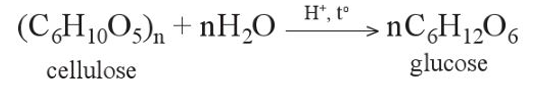 (C₆H₁₀O₅)ₙ + nH₂O H⁺, t° → nC₆H₁₂O₆
cellulose glucose